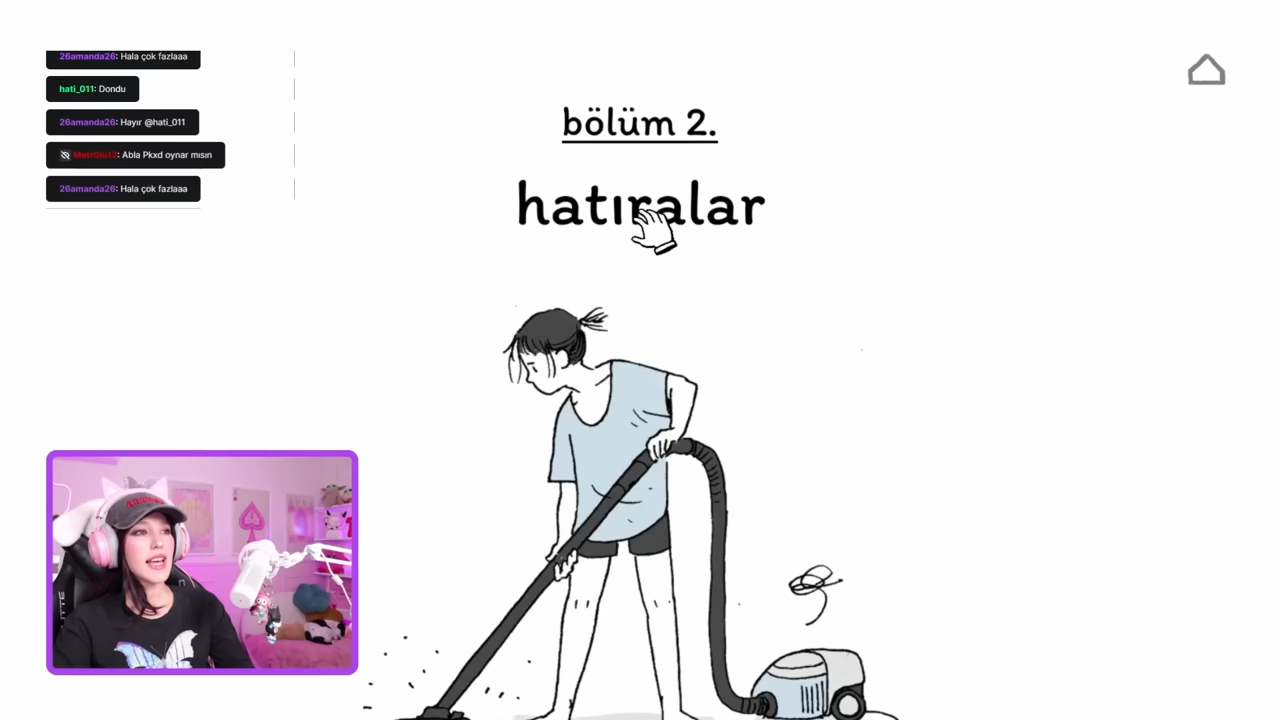 26amanda26: Hala çok fazlaaa
hati_011: Dondu
26amanda26: Hayır @hati_011
: Abla Pkxd oynar mısın
26amanda26: Hala çok fazlaaa
bölüm 2.
hatıralar